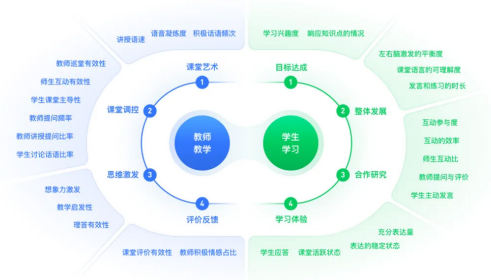 讲授语速
语音凝练度
积极话语频次
教师巡堂有效性
师生互动有效性
学生课堂主导性
教师提问频率
教师讲授提问比率
学生讨论话语比率
想象力激发
教学启发性
理答有效性
课堂评价有效性
教师积极情感占比
课堂艺术
1
课堂调控
2
思维激发
3
评价反馈
4
教师
教学
学生
学习
目标达成
1
整体发展
2
合作研究
3
学习体验
4
学习兴趣度
响应知识点的情况
左右脑激发的平衡度
课堂语言的可理解度
发言和练习的时长
互动参与度
互动的效率
师生互动比
教师提问与评价
学生主动发言
充分表达量
表达的稳定状态
学生应答
课堂活跃状态